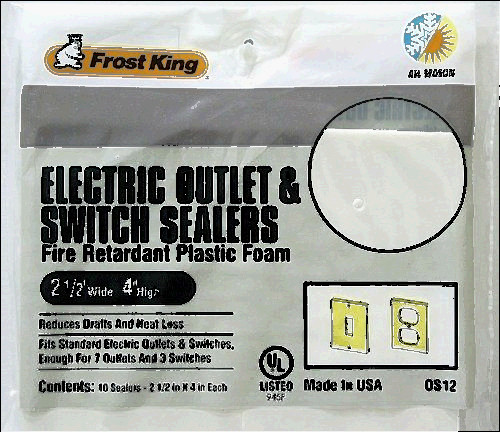 Frost King
ALL SEASON
ELECTRIC OUTLET &
SWITCH SEALERS
Fire Retardant Plastic Foam
2 1/2" Wide 4" High
Reduces Drafts And Heat Loss
Fits Standard Electric Outlets & Switches.
Enough For 7 Outlets And 3 Switches
Contents: 10 Sealers - 2 1/2 in X 4 in Each
UL
LISTED
945F
Made In USA
OS12